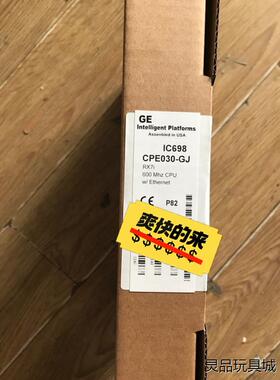 GE
Intelligent Platforms
Assembled in USA
IC698
CPE030-GJ
RX7i
600 Mhz CPU
w/ Ethernet
CE
P82
爽快的来
$$$$$$
灵品玩具城